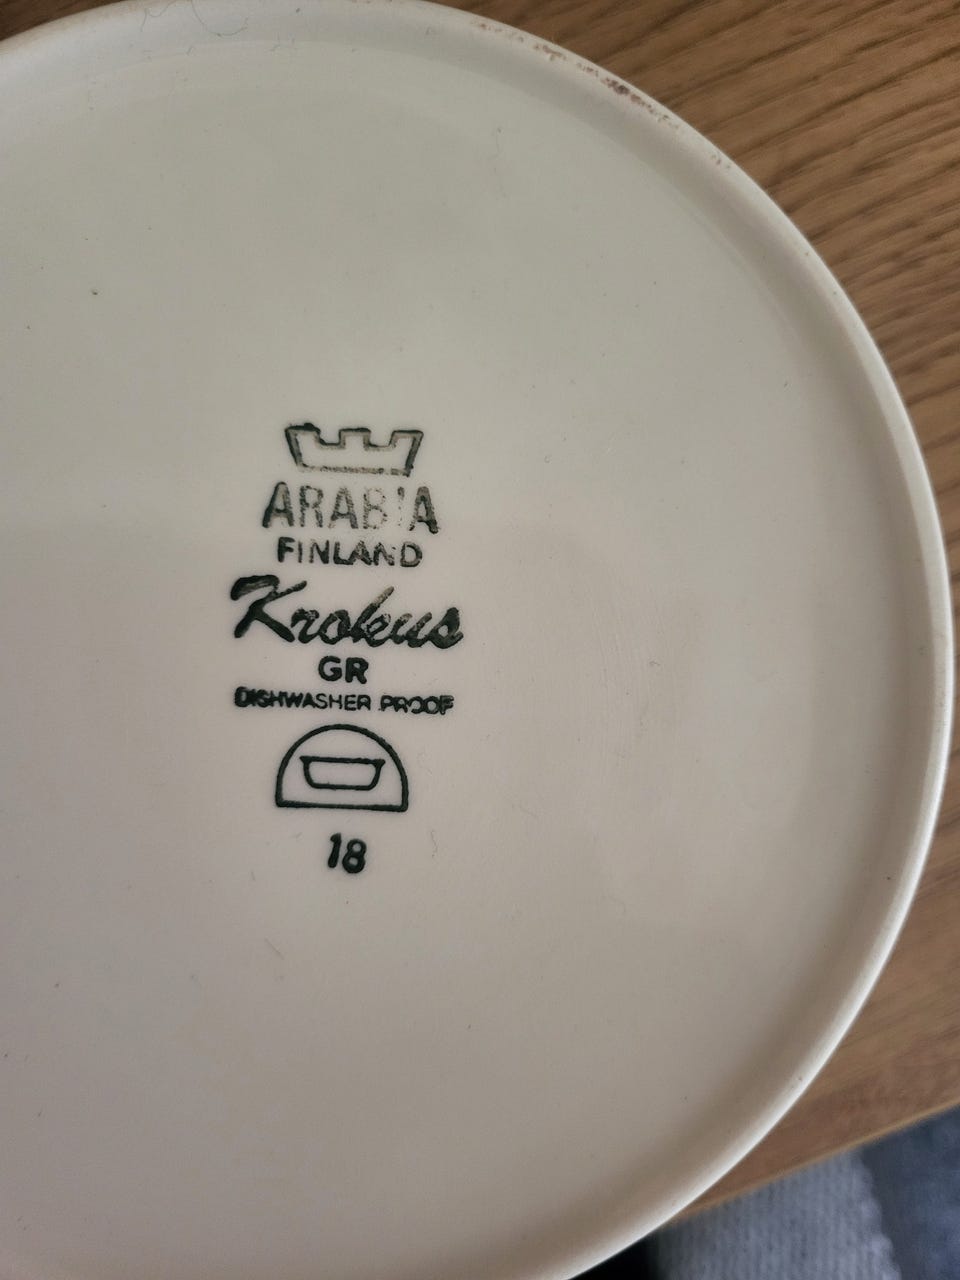 ARABIA
FINLAND
Krokus
GR
DISHWASHER PROOF
18